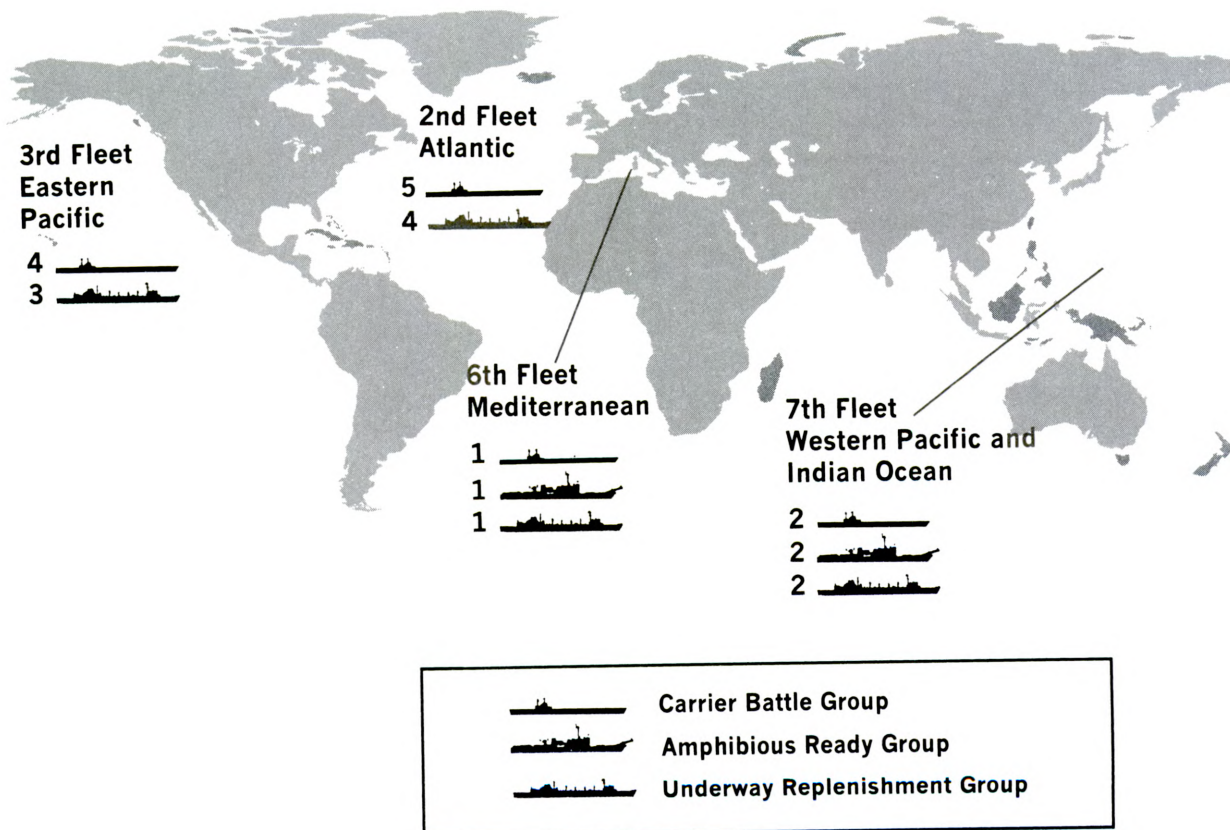 2nd Fleet
Atlantic
5
4
3rd Fleet
Eastern
Pacific
4
3
6th Fleet
Mediterranean
1
1
1
7th Fleet
Western Pacific and
Indian Ocean
2
2
2
Carrier Battle Group
Amphibious Ready Group
Underway Replenishment Group